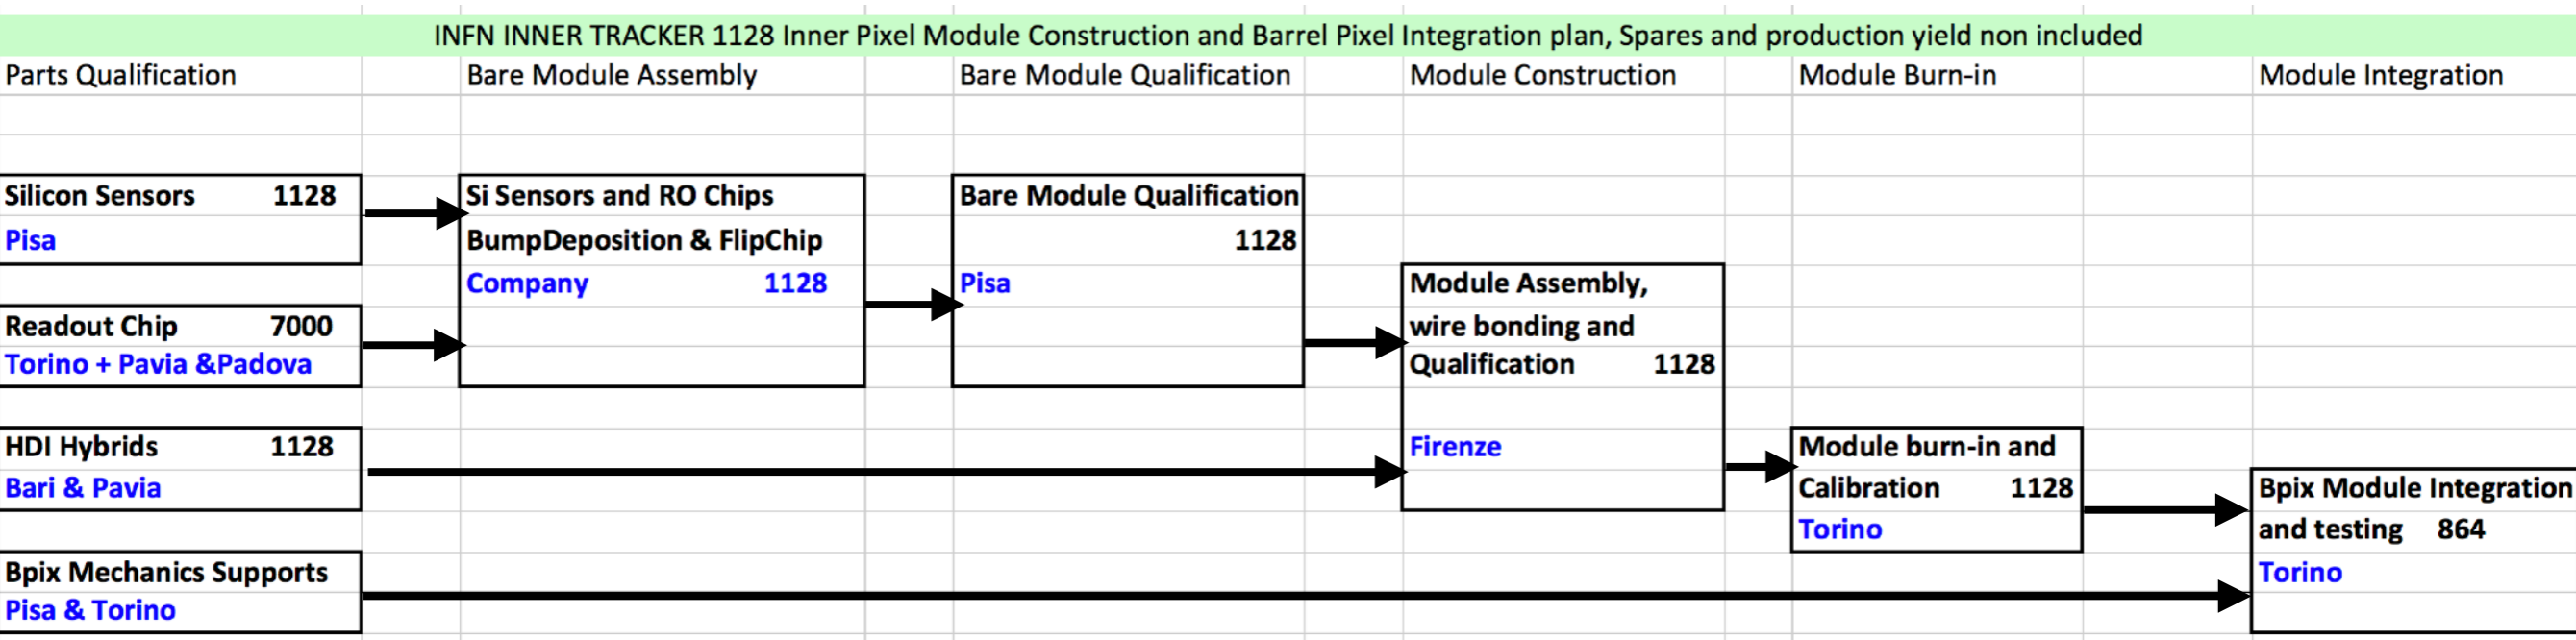 INFN INNER TRACKER 1128 Inner Pixel Module Construction and Barrel Pixel Integration plan, Spares and production yield non included
Parts Qualification
Bare Module Assembly
Bare Module Qualification
Module Construction
Module Burn-in
Module Integration
Silicon Sensors 1128
Pisa
Readout Chip 7000
Torino + Pavia &Padova
HDI Hybrids 1128
Bari & Pavia
Bpix Mechanics Supports
Pisa & Torino
Si Sensors and RO Chips
BumpDeposition & FlipChip
Company 1128
Bare Module Qualification
1128
Pisa
Module Assembly,
wire bonding and
Qualification 1128
Firenze
Module burn-in and
Calibration 1128
Torino
Bpix Module Integration
and testing 864
Torino